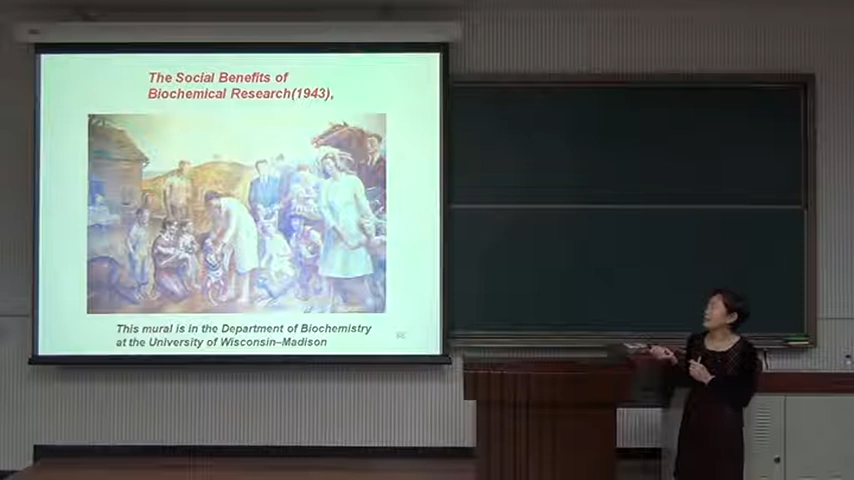 The Social Benefits of
Biochemical Research(1943),
This mural is in the Department of Biochemistry
at the University of Wisconsin–Madison